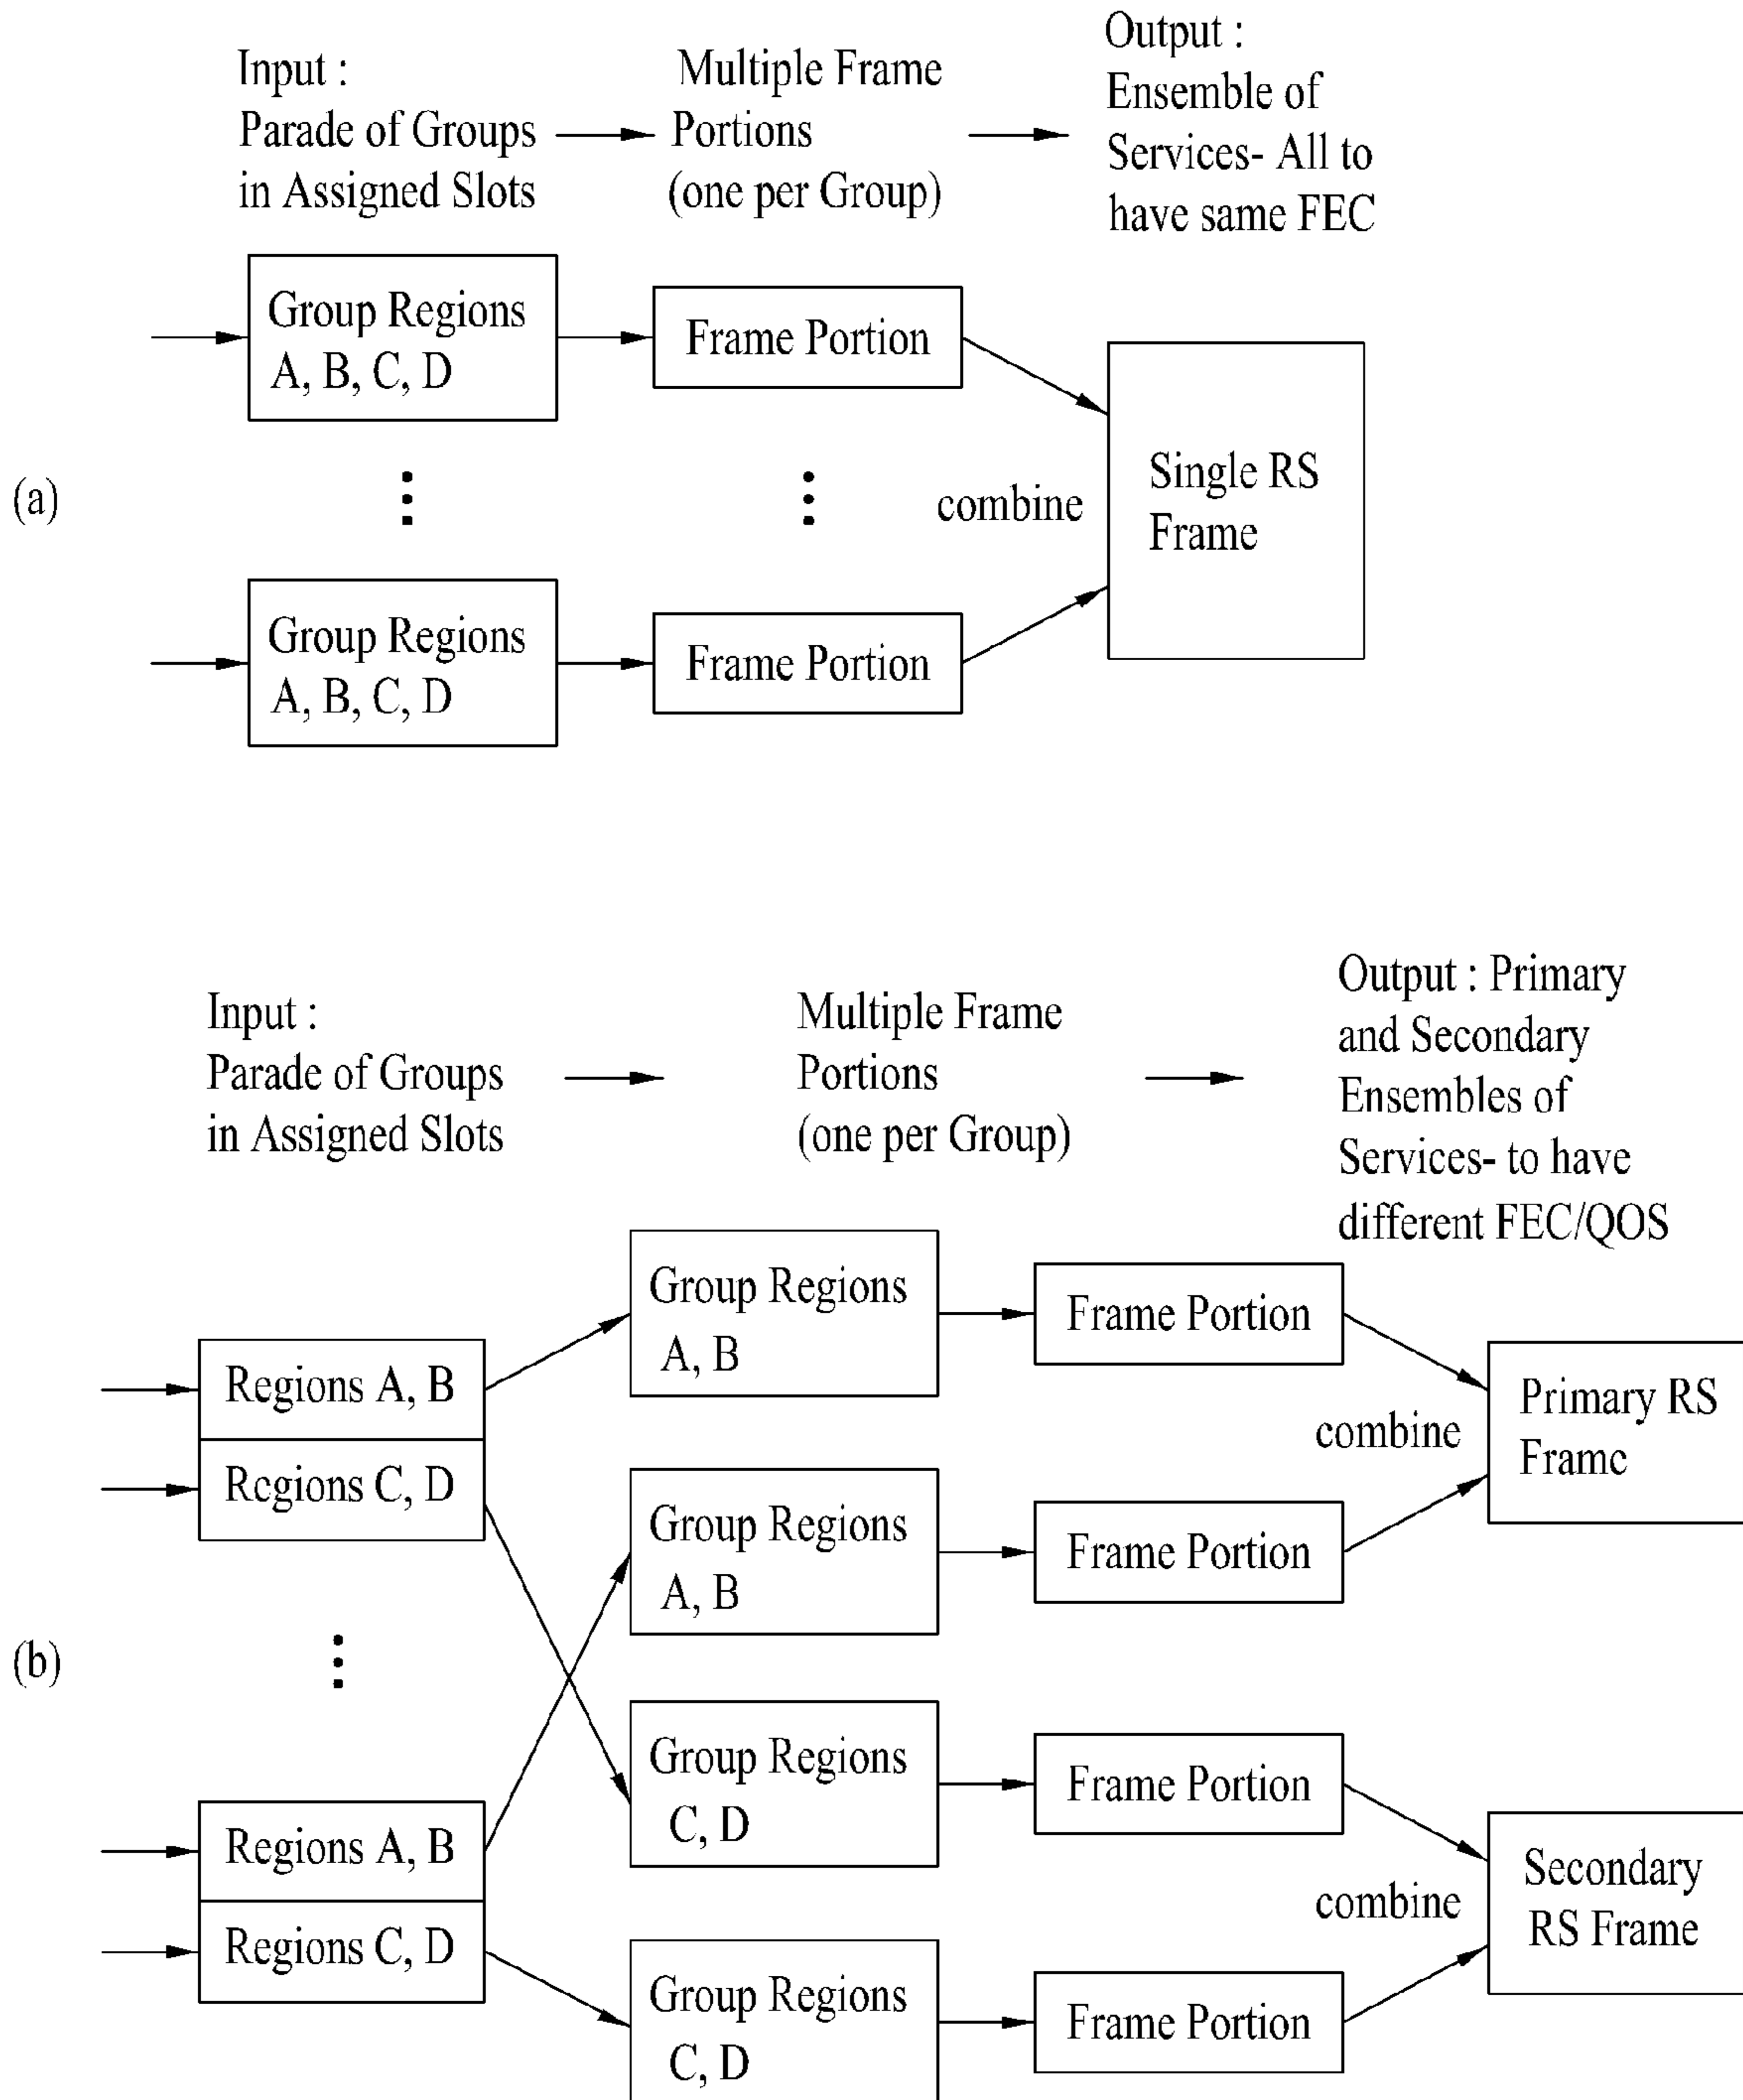 Input :
Parade of Groups
in Assigned Slots
Multiple Frame
Portions
(one per Group)
Output :
Ensemble of
Services- All to
have same FEC
(a)
Group Regions
A, B, C, D
Frame Portion
combine
Single RS
Frame
Group Regions
A, B, C, D
Frame Portion
Input :
Parade of Groups
in Assigned Slots
Multiple Frame
Portions
(one per Group)
Output : Primary
and Secondary
Ensembles of
Services- to have
different FEC/QOS
(b)
Regions A, B
Regions C, D
Group Regions
A, B
Frame Portion
combine
Primary RS
Frame
Group Regions
A, B
Frame Portion
Regions A, B
Regions C, D
Group Regions
C, D
Frame Portion
combine
Secondary
RS Frame
Group Regions
C, D
Frame Portion